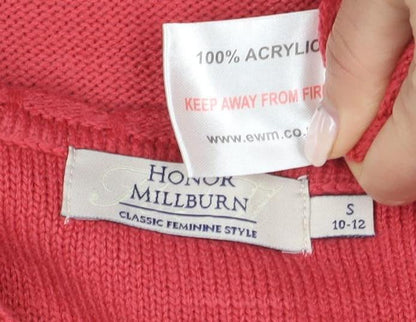 100% ACRYLIC
KEEP AWAY FROM FIRE
www.ewm.co.
HONOR
MILLBURN
CLASSIC FEMININE STYLE
S
10-12